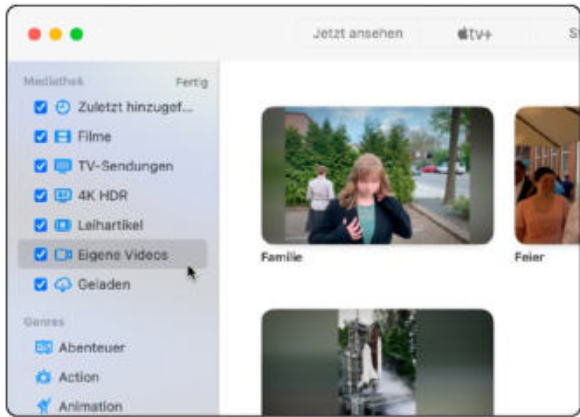 Jetzt ansehen
tv+
Mediathek Fertig
Zuletzt hinzugef...
Filme
TV-Sendungen
4K HDR
Leihartikel
Eigene Videos
Geladen
Familie
Feier
Genres
Abenteuer
Action
Animation